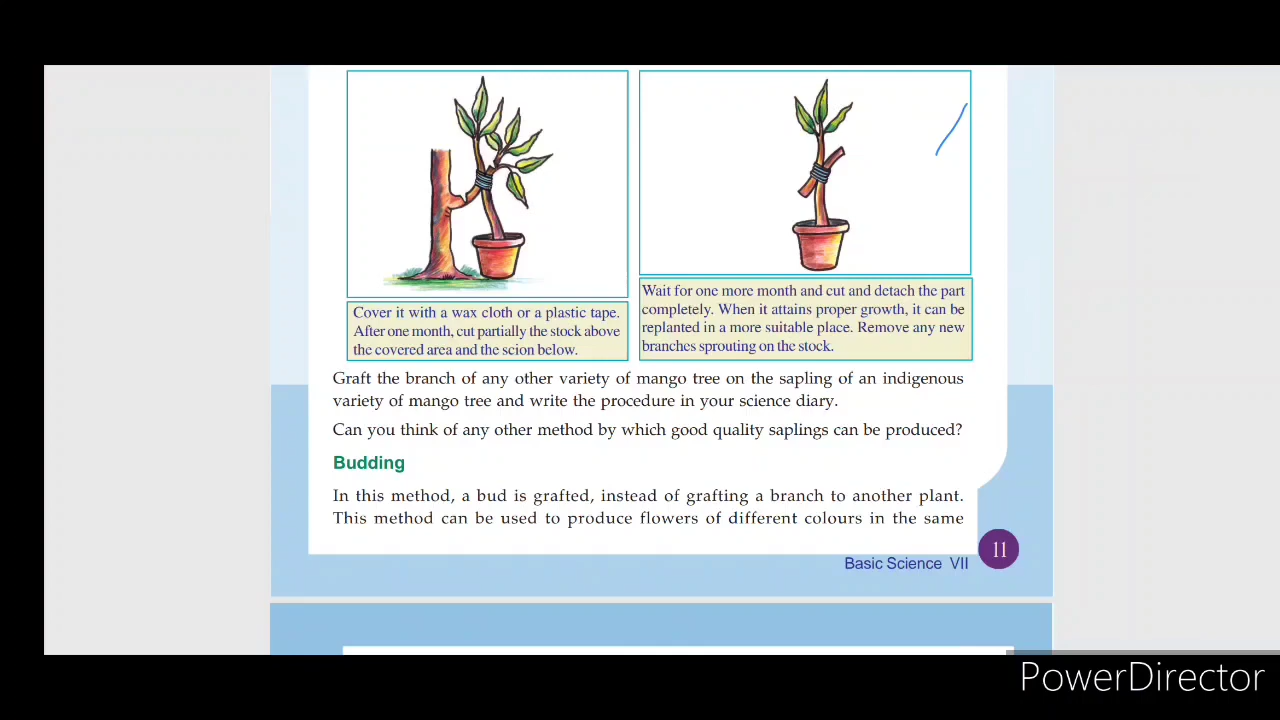 Cover it with a wax cloth or a plastic tape.
After one month, cut partially the stock above
the covered area and the scion below.
Wait for one more month and cut and detach the part
completely. When it attains proper growth, it can be
replanted in a more suitable place. Remove any new
branches sprouting on the stock.
Graft the branch of any other variety of mango tree on the sapling of an indigenous
variety of mango tree and write the procedure in your science diary.
Can you think of any other method by which good quality saplings can be produced?
Budding
In this method, a bud is grafted, instead of grafting a branch to another plant.
This method can be used to produce flowers of different colours in the same
11
Basic Science VII
PowerDirector